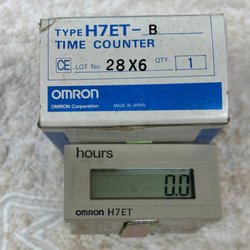 TYPE H7ET-B
TIME COUNTER
CE LOT No 28X6 QTY 1
OMRON
OMRON Corporation MADE IN JAPAN
hours
0.0
OMRON H7ET